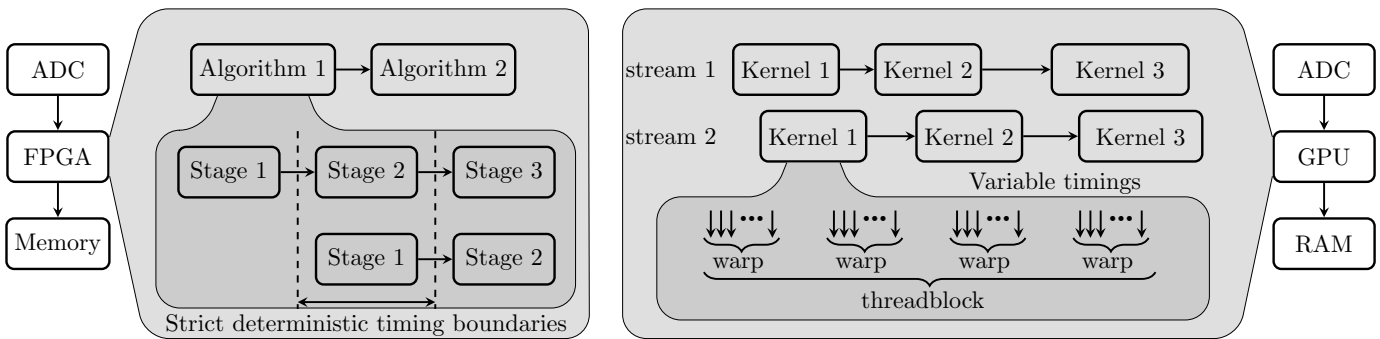 ADC
FPGA
Memory
Algorithm 1
Algorithm 2
Stage 1
Stage 2
Stage 3
Stage 1
Stage 2
Strict deterministic timing boundaries
stream 1
Kernel 1
Kernel 2
Kernel 3
stream 2
Kernel 1
Kernel 2
Kernel 3
Variable timings
warp
warp
warp
warp
threadblock
ADC
GPU
RAM